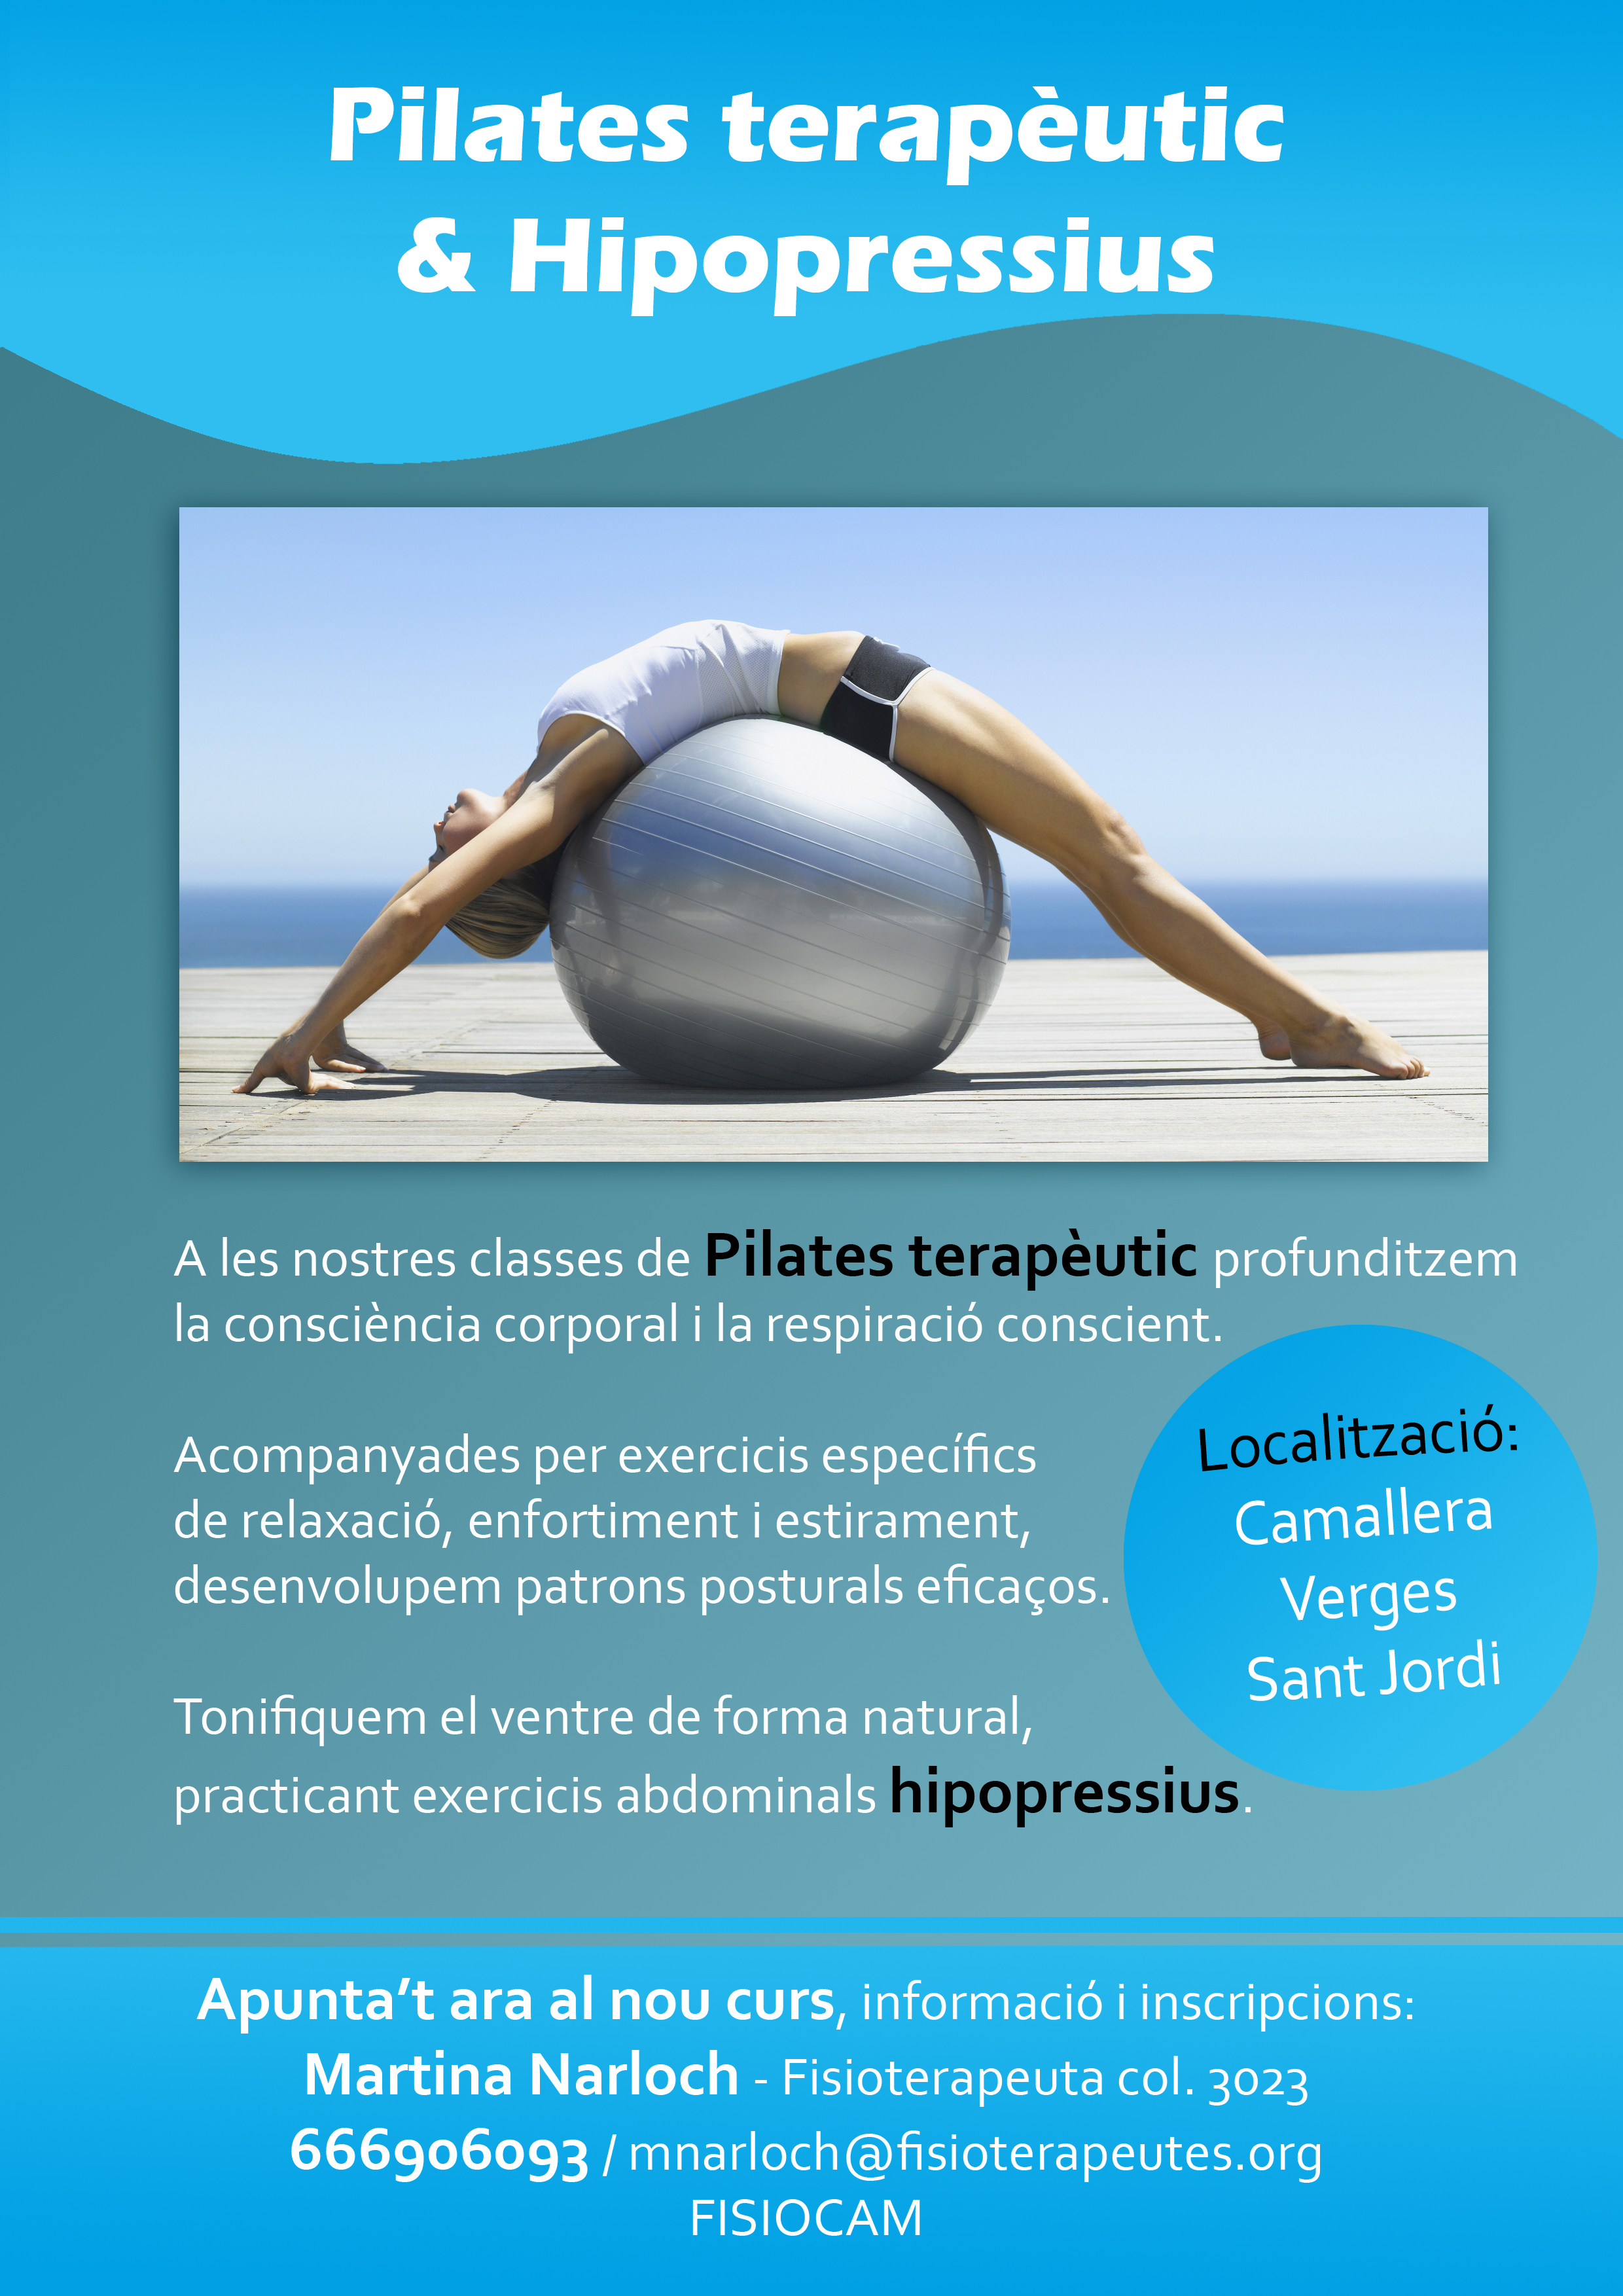 Pilates terapèutic
& Hipopressius
A les nostres classes de Pilates terapèutic profunditzem
la consciència corporal i la respiració conscient.
Acompanyades per exercicis específics
de relaxació, enfortiment i estirament,
desenvolupem patrons posturals eficaços.
Tonifiquem el ventre de forma natural,
practicant exercicis abdominals hipopressius.
Localització:
Camallera
Verges
Sant Jordi
Apunta’t ara al nou curs, informació i inscripcions:
Martina Narloch - Fisioterapeuta col. 3023
666906093 / mnarloch@fisioterapeutes.org
FISIOCAM